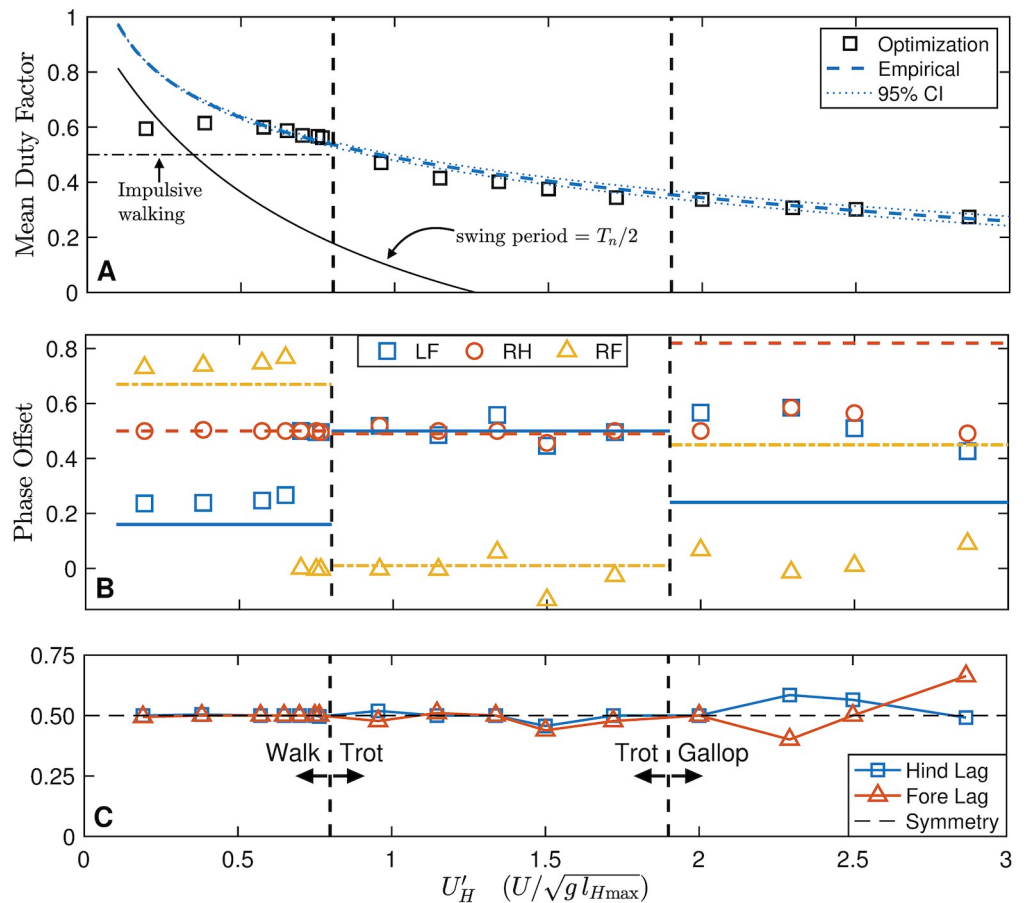 1
0.8
0.6
0.4
0.2
0
Mean Duty Factor
Optimization
Empirical
95% CI
Impulsive
walking
swing period = Tₙ/2
A
0.8
0.6
0.4
0.2
0
Phase Offset
LF RH RF
B
0.75
0.50
0.25
0
Walk Trot
Trot Gallop
Hind Lag
Fore Lag
Symmetry
C
0 0.5 1 1.5 2 2.5 3
U′_H (U/√g l_Hmax)